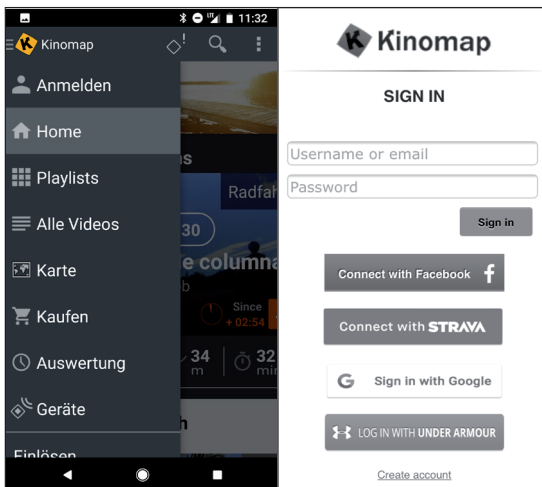 LTE 11:32
Kinomap
Anmelden
Home
Playlists
Alle Videos
Karte
Kaufen
Auswertung
Geräte
Einlösen
Radfah
30
e columna
b
Since
+ 02:54
34
m
32
min
Kinomap
SIGN IN
Username or email
Password
Sign in
Connect with Facebook f
Connect with STRAVA
G Sign in with Google
LOG IN WITH UNDER ARMOUR
Create account